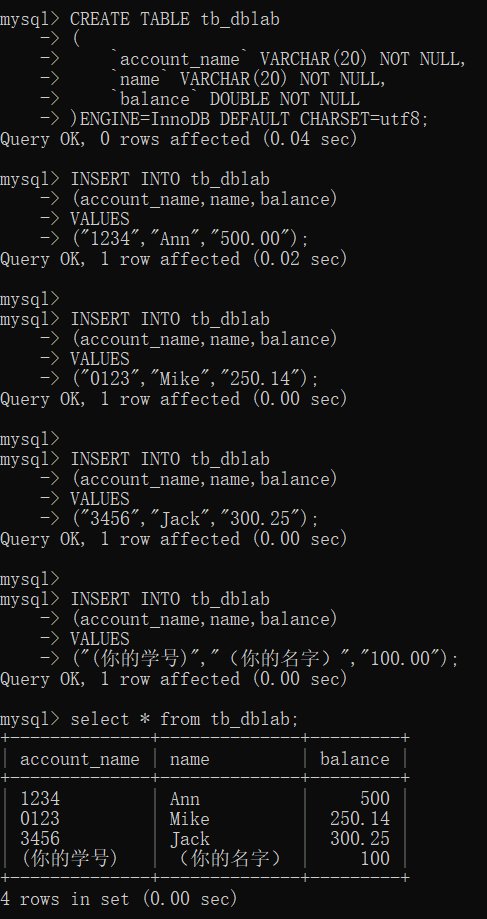 mysql> CREATE TABLE tb_dblab
    -> (
    ->     `account_name` VARCHAR(20) NOT NULL,
    ->     `name` VARCHAR(20) NOT NULL,
    ->     `balance` DOUBLE NOT NULL
    -> )ENGINE=InnoDB DEFAULT CHARSET=utf8;
Query OK, 0 rows affected (0.04 sec)

mysql> INSERT INTO tb_dblab
    -> (account_name,name,balance)
    -> VALUES
    -> ("1234","Ann","500.00");
Query OK, 1 row affected (0.02 sec)

mysql>
mysql> INSERT INTO tb_dblab
    -> (account_name,name,balance)
    -> VALUES
    -> ("0123","Mike","250.14");
Query OK, 1 row affected (0.00 sec)

mysql>
mysql> INSERT INTO tb_dblab
    -> (account_name,name,balance)
    -> VALUES
    -> ("3456","Jack","300.25");
Query OK, 1 row affected (0.00 sec)

mysql>
mysql> INSERT INTO tb_dblab
    -> (account_name,name,balance)
    -> VALUES
    -> ("(你的学号)","（你的名字）","100.00");
Query OK, 1 row affected (0.00 sec)

mysql> select * from tb_dblab;
+--------------+--------------+---------+
| account_name | name         | balance |
+--------------+--------------+---------+
| 1234         | Ann          |     500 |
| 0123         | Mike         |  250.14 |
| 3456         | Jack         |  300.25 |
| (你的学号)   | （你的名字） |     100 |
+--------------+--------------+---------+
4 rows in set (0.00 sec)